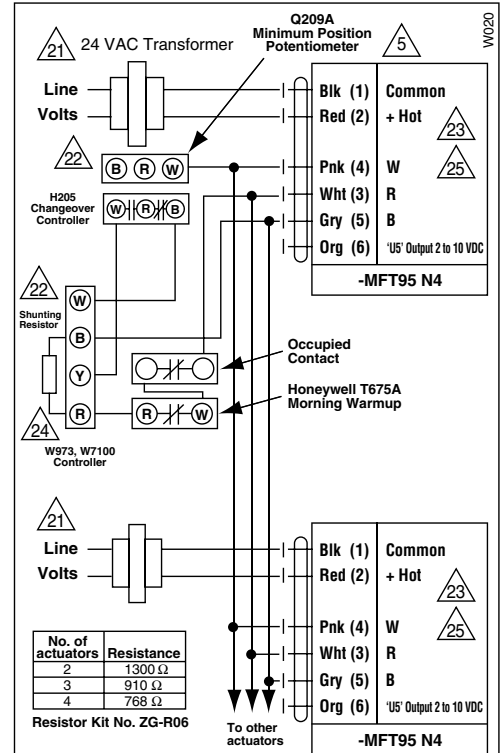 Q209A
Minimum Position
Potentiometer
W020
21
24 VAC Transformer
5
Line
Volts
Blk (1) Common
Red (2) + Hot
23
22
B R W
Pnk (4) W
25
H205
Changeover
Controller
W R B
Wht (3) R
Gry (5) B
Org (6) 'U5' Output 2 to 10 VDC
-MFT95 N4
22
Shunting
Resistor
W
B
Y
R
24
W973, W7100
Controller
Occupied
Contact
R W
Honeywell T675A
Morning Warmup
21
Line
Volts
Blk (1) Common
Red (2) + Hot
23
Pnk (4) W
25
Wht (3) R
Gry (5) B
Org (6) 'U5' Output 2 to 10 VDC
-MFT95 N4
No. of
actuators Resistance
2 1300 Ω
3 910 Ω
4 768 Ω
Resistor Kit No. ZG-R06
To other
actuators